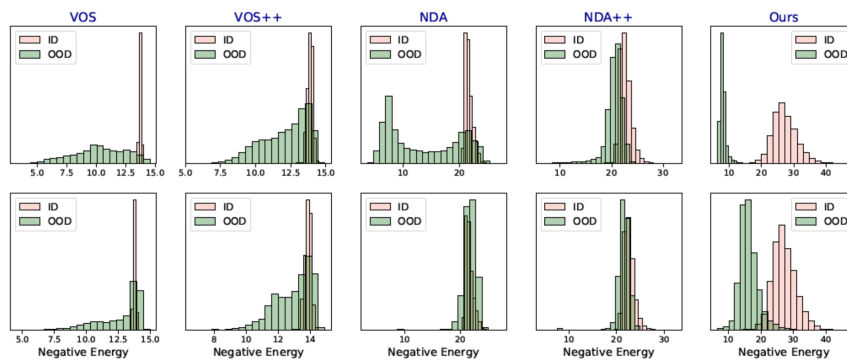 VOS VOS++ NDA NDA++ Ours
ID ID ID ID ID
OOD OOD OOD OOD OOD
5.0 7.5 10.0 12.5 15.0 5.0 7.5 10.0 12.5 15.0 10 20 10 20 30 10 20 30 40
ID ID ID ID ID
OOD OOD OOD OOD OOD
5.0 7.5 10.0 12.5 15.0 8 10 12 14 0 10 20 10 20 30 10 20 30 40
Negative Energy Negative Energy Negative Energy Negative Energy Negative Energy